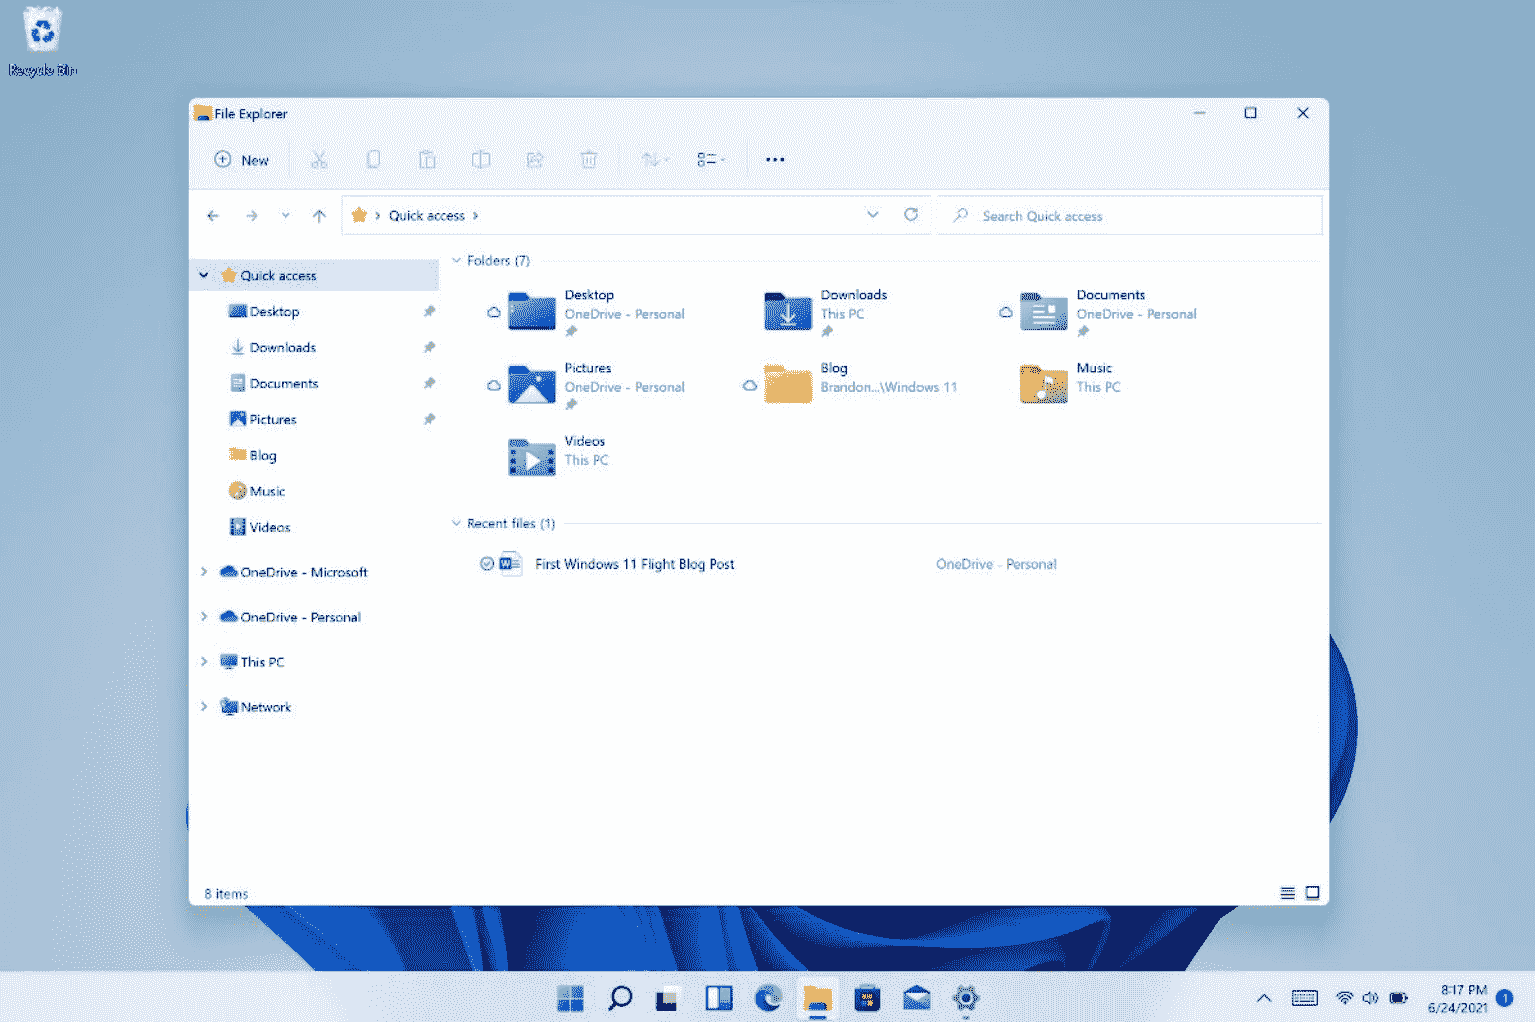 Recycle Bin
File Explorer
New
Quick access
Search Quick access
Quick access
Desktop
Downloads
Documents
Pictures
Blog
Music
Videos
OneDrive - Microsoft
OneDrive - Personal
This PC
Network
Folders (7)
Desktop
OneDrive - Personal
Downloads
This PC
Documents
OneDrive - Personal
Pictures
OneDrive - Personal
Blog
Brandon...\Windows 11
Music
This PC
Videos
This PC
Recent files (1)
First Windows 11 Flight Blog Post
OneDrive - Personal
8 items
8:17 PM
6/24/2021
1